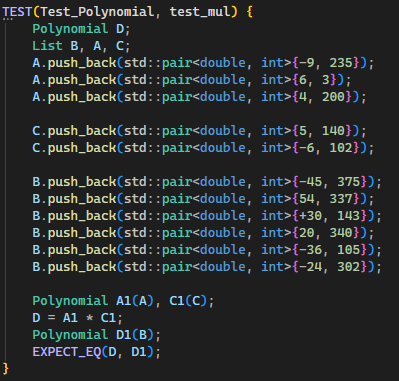 TEST(Test_Polynomial, test_mul) {
    Polynomial D;
    List B, A, C;
    A.push_back(std::pair<double, int>{-9, 235});
    A.push_back(std::pair<double, int>{6, 3});
    A.push_back(std::pair<double, int>{4, 200});

    C.push_back(std::pair<double, int>{5, 140});
    C.push_back(std::pair<double, int>{-6, 102});

    B.push_back(std::pair<double, int>{-45, 375});
    B.push_back(std::pair<double, int>{54, 337});
    B.push_back(std::pair<double, int>{+30, 143});
    B.push_back(std::pair<double, int>{20, 340});
    B.push_back(std::pair<double, int>{-36, 105});
    B.push_back(std::pair<double, int>{-24, 302});

    Polynomial A1(A), C1(C);
    D = A1 * C1;
    Polynomial D1(B);
    EXPECT_EQ(D, D1);
}